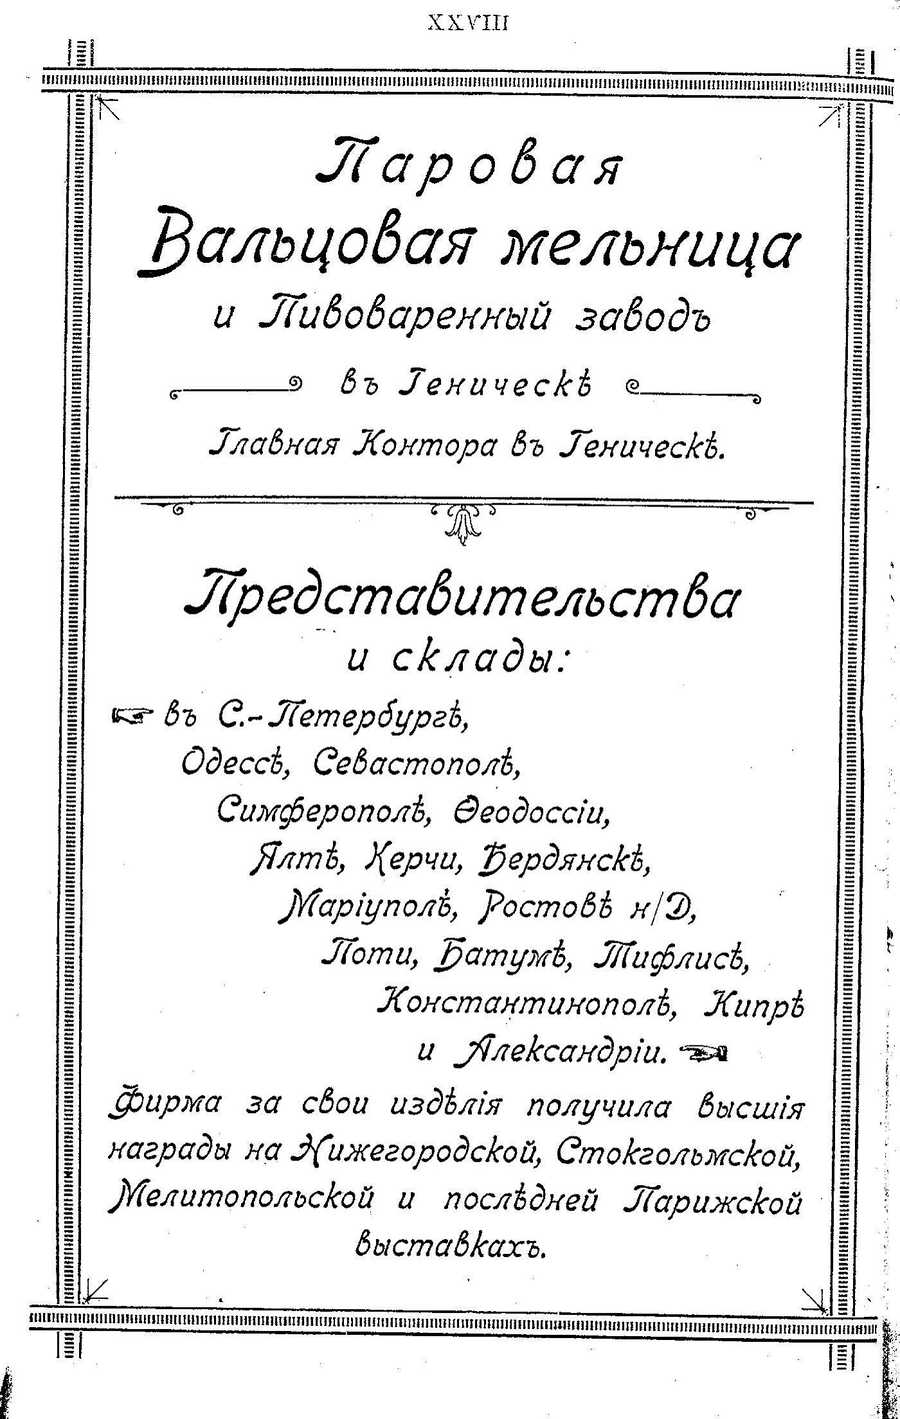 XXVIII
Паровая
Вальцовая мельница
и Пивоваренный заводъ
въ Геническѣ
Главная Контора въ Геническѣ.
Представительства
и склады:
въ С.-Петербургѣ,
Одессѣ, Севастополѣ,
Симферополѣ, Ѳеодоссіи,
Ялтѣ, Керчи, Бердянскѣ,
Маріуполѣ, Ростовѣ н/Д,
Поти, Батумѣ, Тифлисѣ,
Константинополѣ, Кипрѣ
и Александріи.
Фирма за свои издѣлія получила высшія
награды на Нижегородской, Стокгольмской,
Мелитопольской и послѣдней Парижской
выставкахъ.